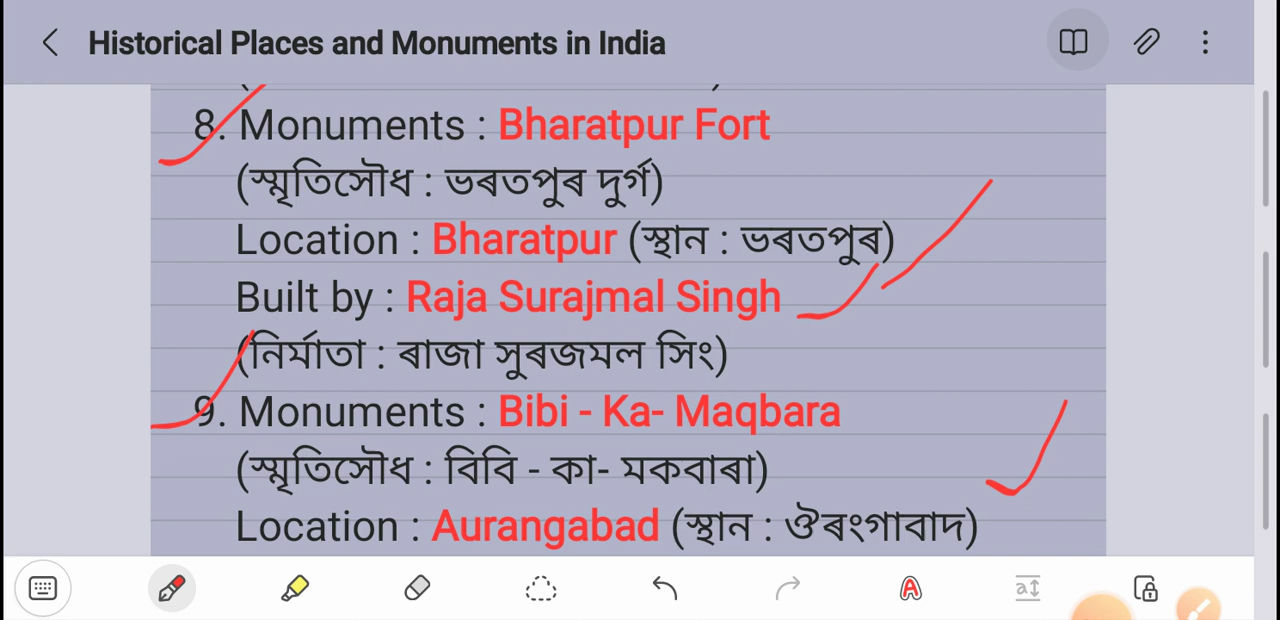 Historical Places and Monuments in India
8. Monuments : Bharatpur Fort
(স্মৃতিসৌধ : ভৰতপুৰ দুৰ্গ)
Location : Bharatpur (স্থান : ভৰতপুৰ)
Built by : Raja Surajmal Singh
(নিৰ্মাতা : ৰাজা সুৰজমল সিং)
9. Monuments : Bibi - Ka- Maqbara
(স্মৃতিসৌধ : বিবি - কা- মকবাৰা)
Location : Aurangabad (স্থান : ঔৰংগাবাদ)